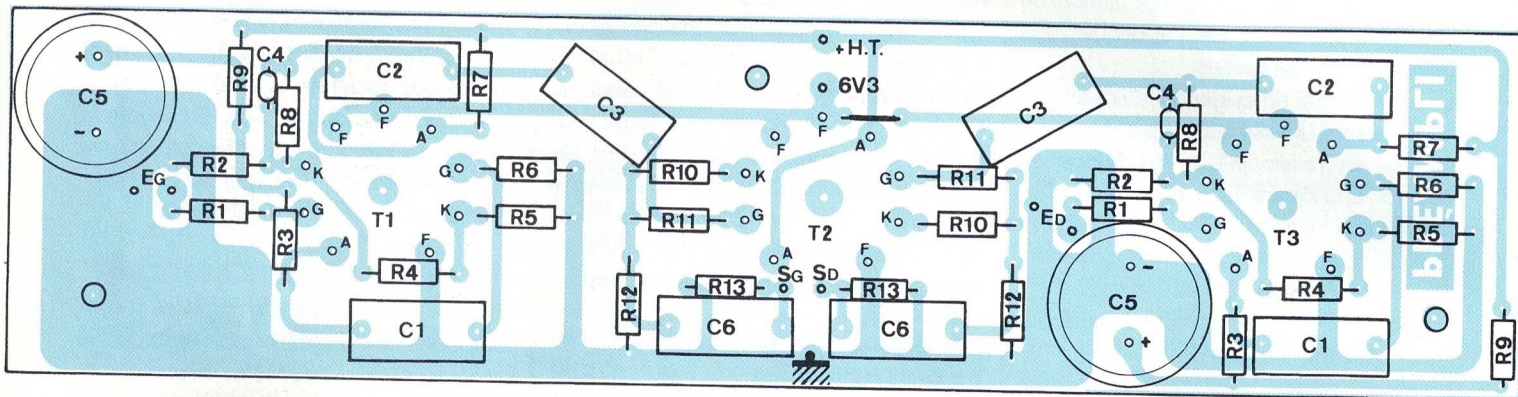 + H.T.
6V3
C4
C2
R7
C3
R9
R8
C5
+
-
F
F
A
R2
K
EG
R1
G
T1
R3
A
F
R4
C1
G
R6
K
R5
R10
K
R11
G
F
F
A
T2
A
F
SG
SD
R12
R13
R13
C6
C6
R12
G
R11
K
R10
C3
C4
R8
C2
F
F
A
R7
R2
K
ED
R1
G
T3
G
R6
K
R5
A
F
R4
C5
-
+
R3
C1
R9